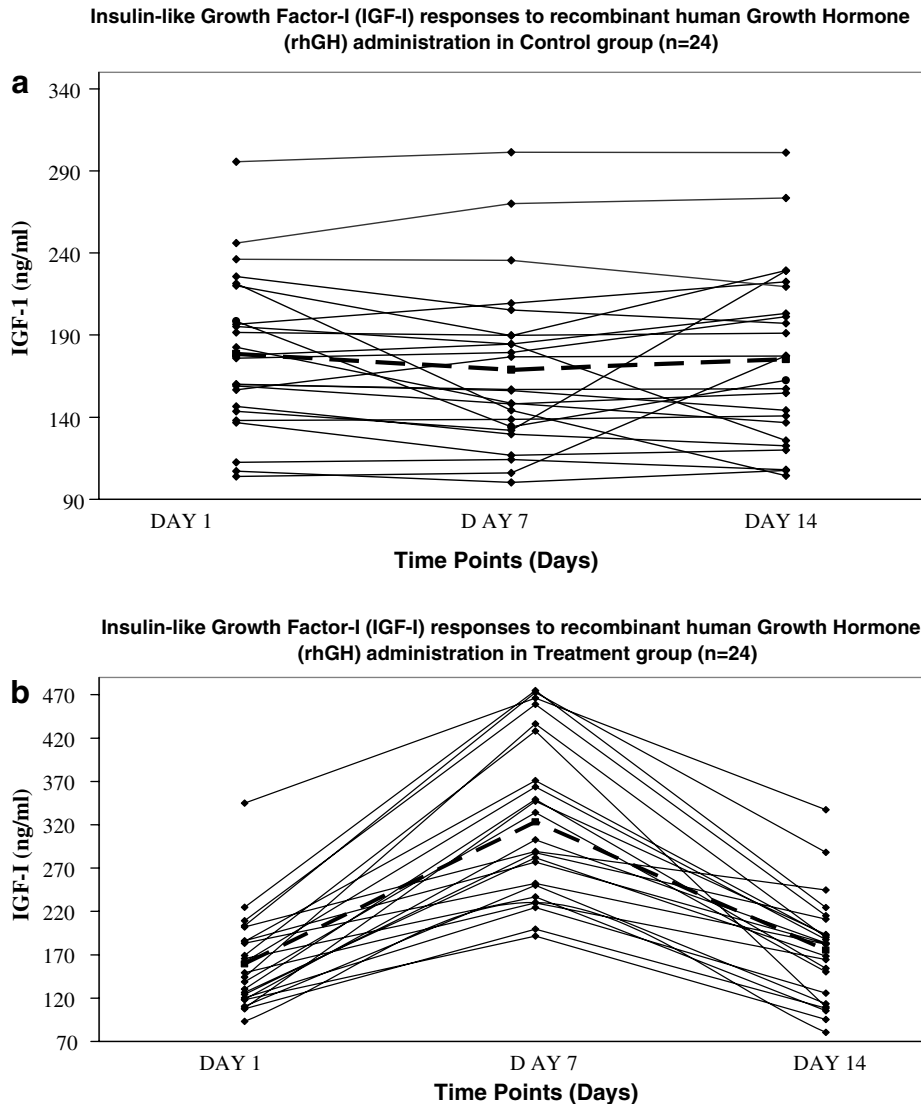 Insulin-like Growth Factor-I (IGF-I) responses to recombinant human Growth Hormone
(rhGH) administration in Control group (n=24)
a
340
290
240
190
140
90
IGF-1 (ng/ml)
DAY 1 D AY 7 DAY 14
Time Points (Days)
Insulin-like Growth Factor-I (IGF-I) responses to recombinant human Growth Hormone
(rhGH) administration in Treatment group (n=24)
b
470
420
370
320
270
220
170
120
70
IGF-I (ng/ml)
DAY 1 D AY 7 DAY 14
Time Points (Days)